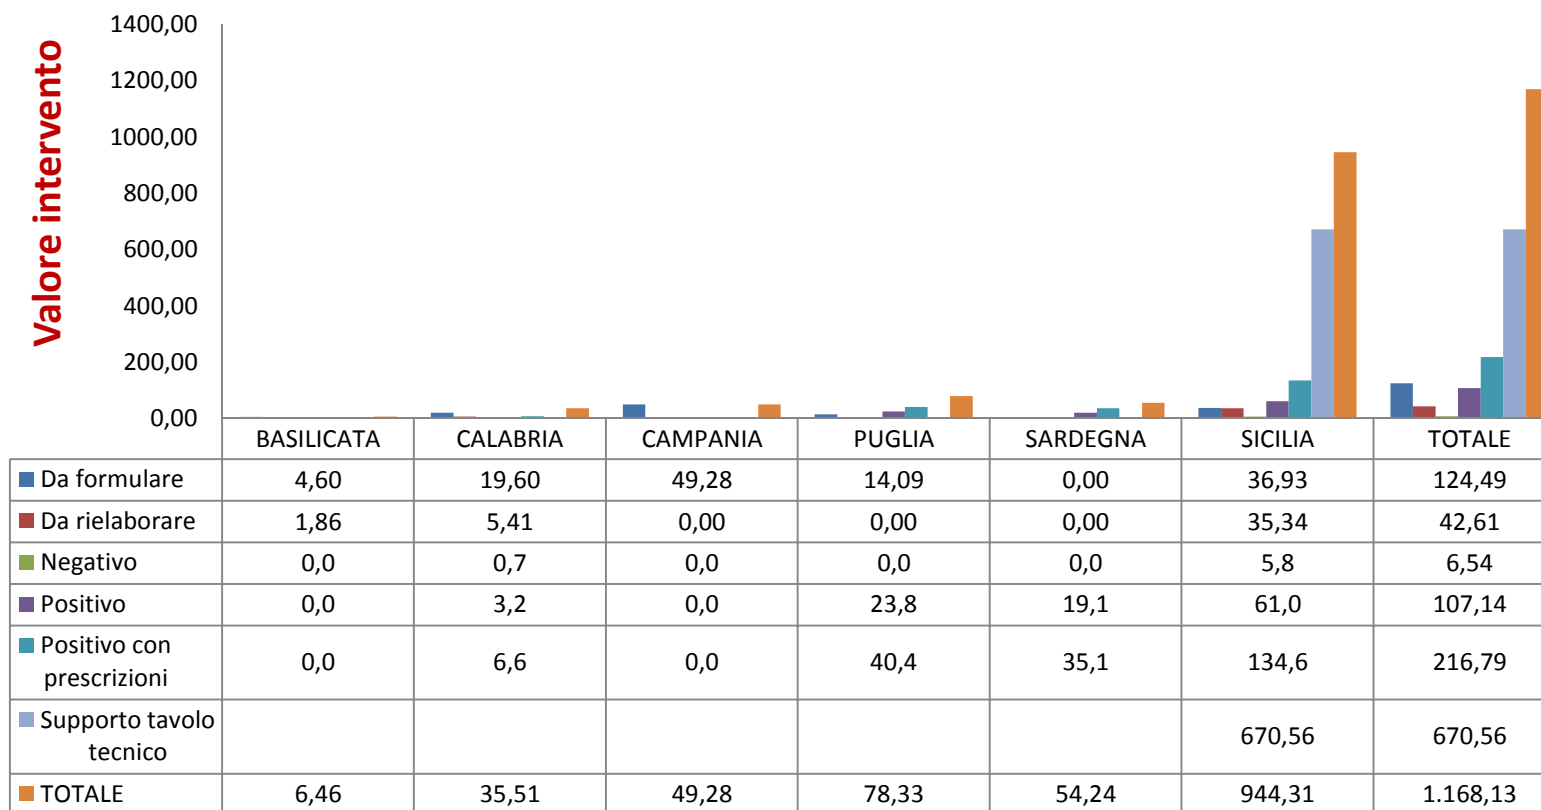 Valore intervento
1400,00
1200,00
1000,00
800,00
600,00
400,00
200,00
0,00
BASILICATA CALABRIA CAMPANIA PUGLIA SARDEGNA SICILIA TOTALE
Da formulare 4,60 19,60 49,28 14,09 0,00 36,93 124,49
Da rielaborare 1,86 5,41 0,00 0,00 0,00 35,34 42,61
Negativo 0,0 0,7 0,0 0,0 0,0 5,8 6,54
Positivo 0,0 3,2 0,0 23,8 19,1 61,0 107,14
Positivo con
prescrizioni 0,0 6,6 0,0 40,4 35,1 134,6 216,79
Supporto tavolo
tecnico 670,56 670,56
TOTALE 6,46 35,51 49,28 78,33 54,24 944,31 1.168,13